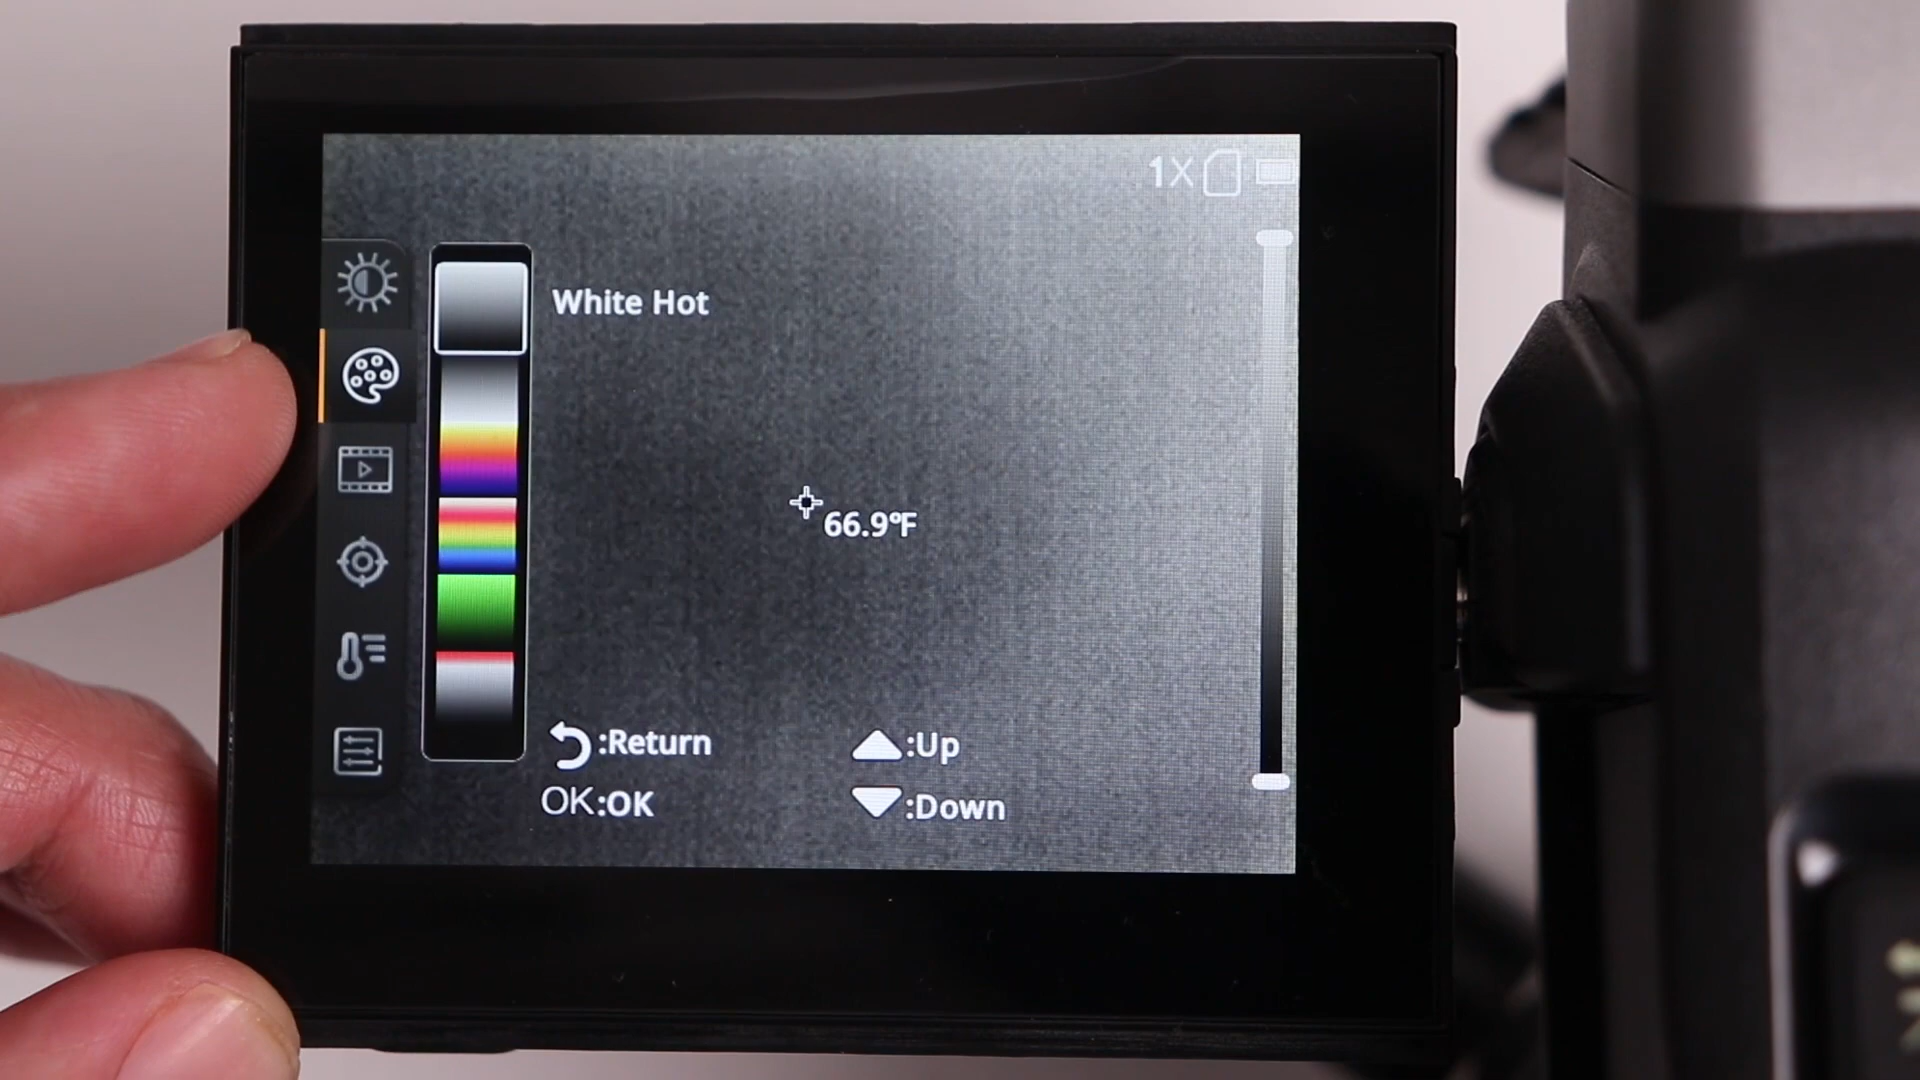 1X
White Hot
66.9°F
:Return
:Up
OK:OK
:Down